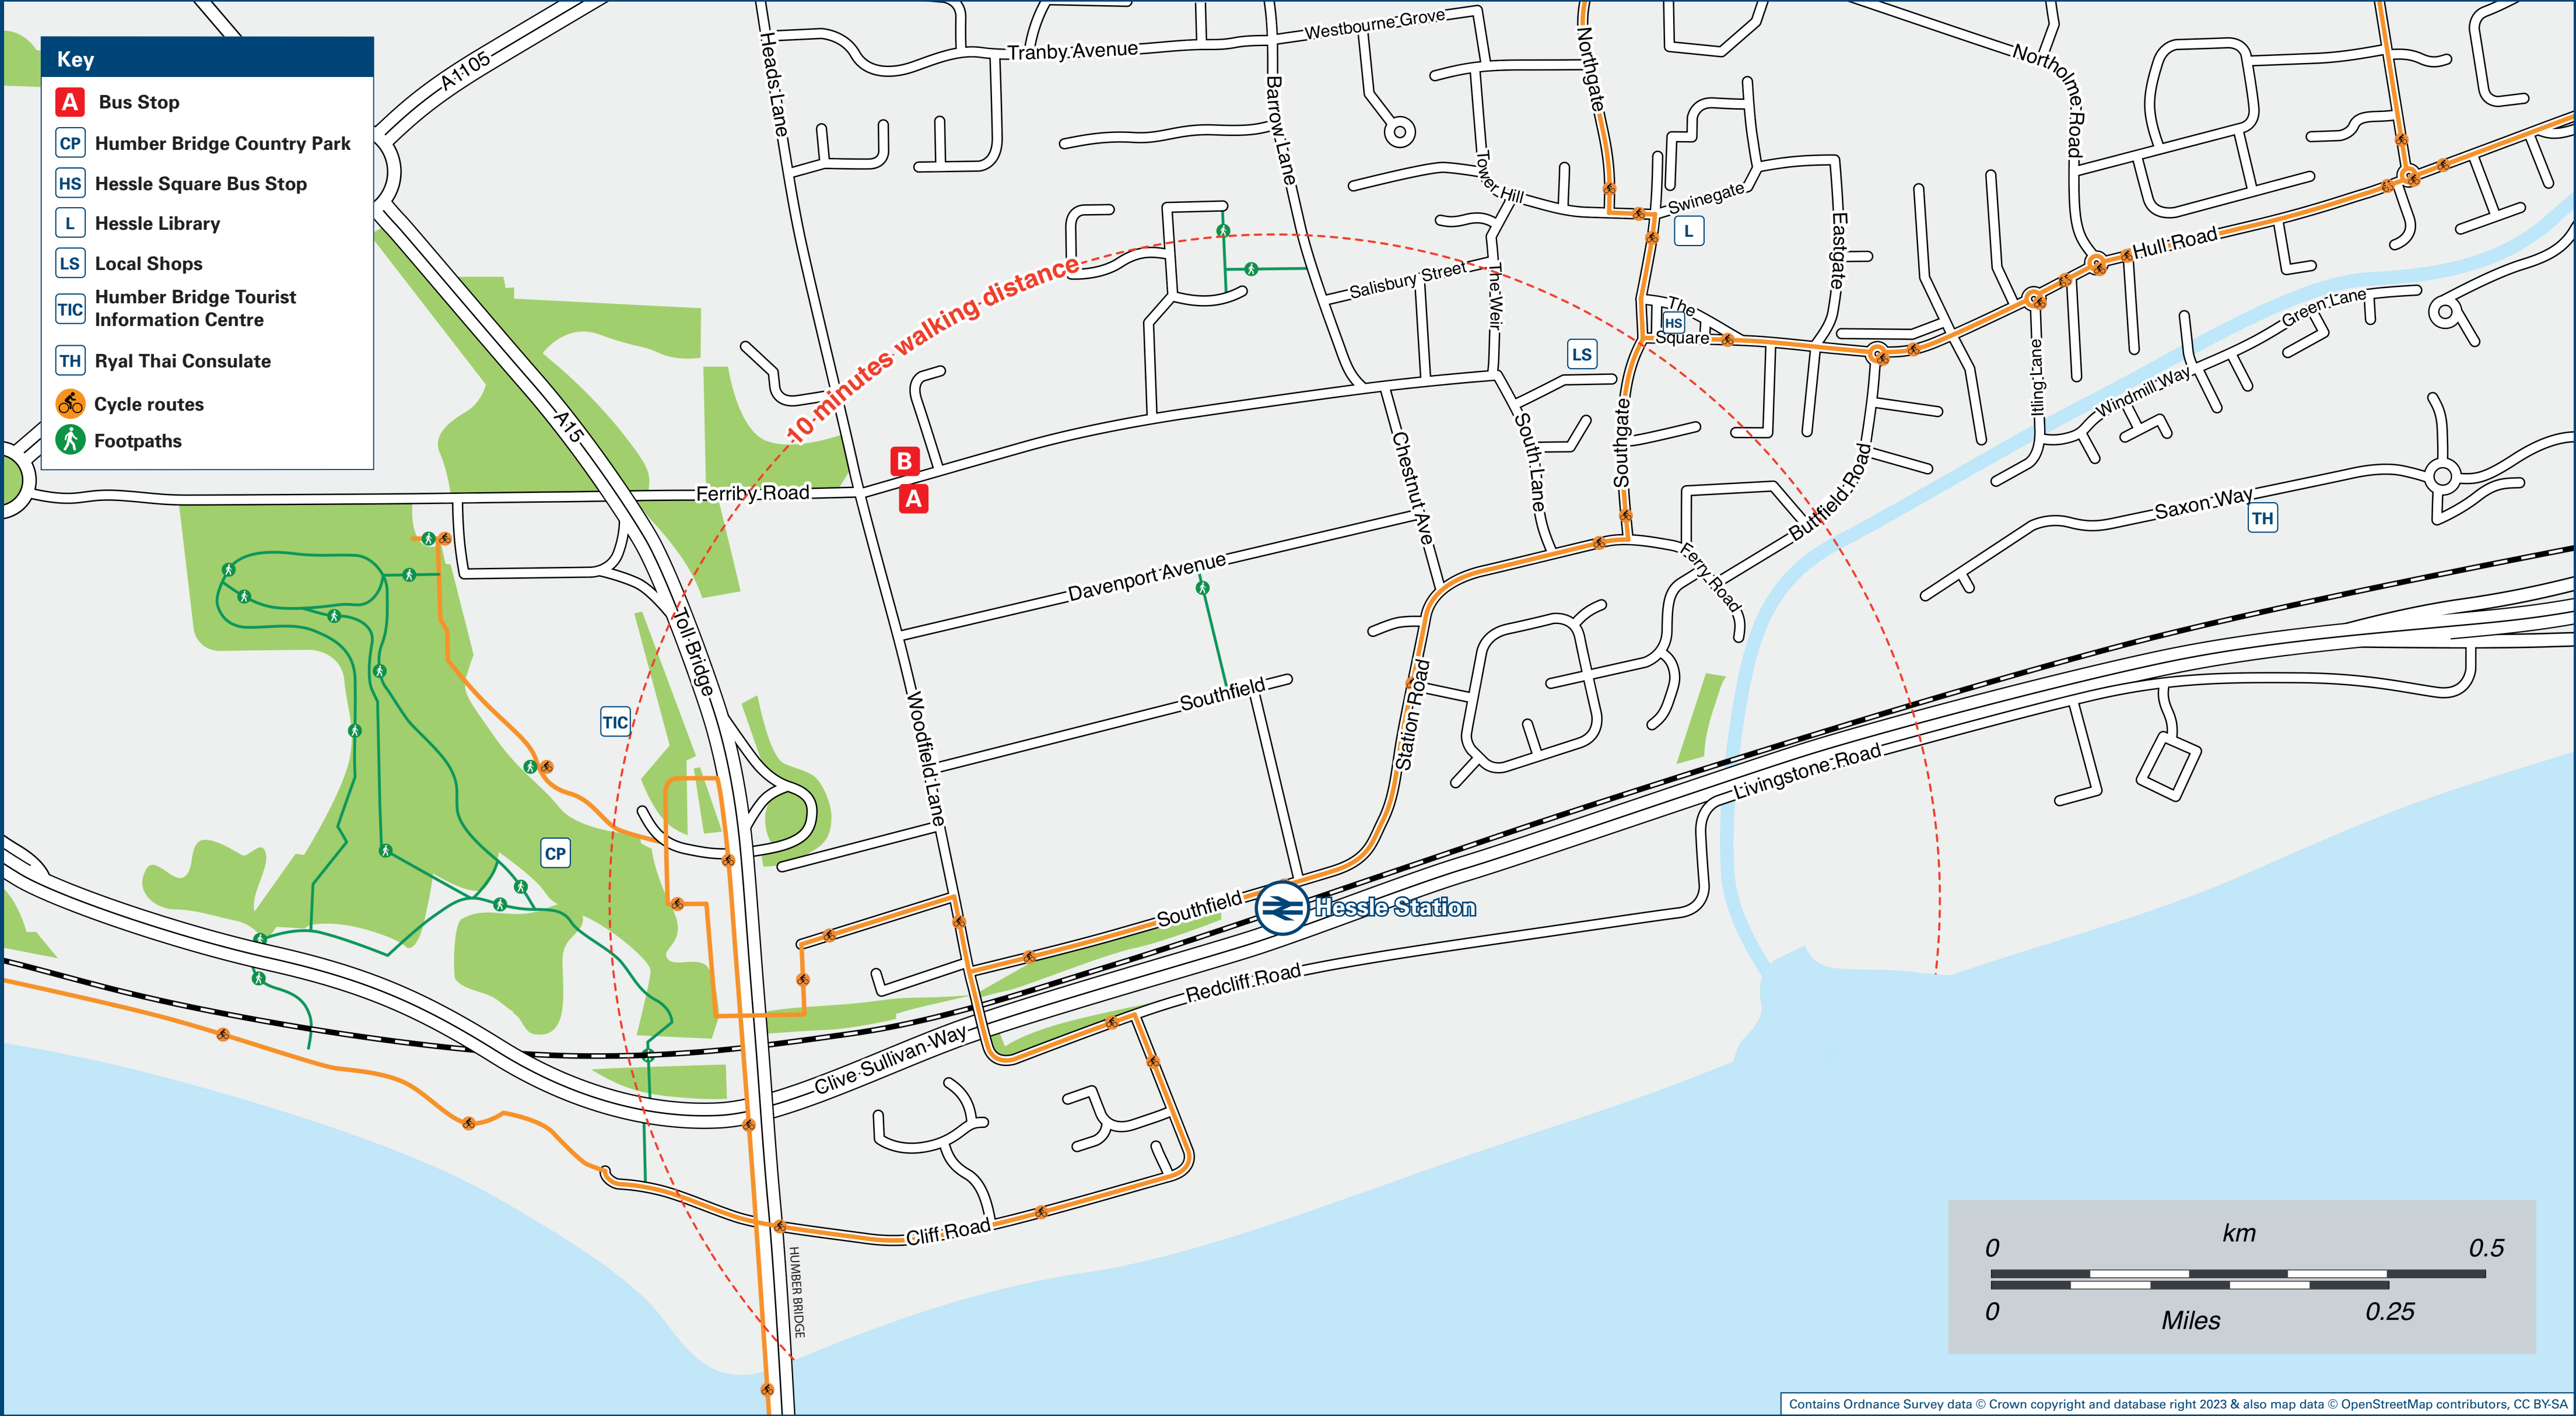 Key
A Bus Stop
CP Humber Bridge Country Park
HS Hessle Square Bus Stop
L Hessle Library
LS Local Shops
TIC Humber Bridge Tourist
Information Centre
TH Ryal Thai Consulate
Cycle routes
Footpaths
A1105
Heads Lane
Tranby Avenue
Westbourne Grove
Barrow Lane
Northgate
Northolme Road
Tower Hill
Swinegate
L
Eastgate
Hull Road
Salisbury Street
The Weir
The
HS
Square
LS
Green Lane
Itling Lane
Windmill Way
10 minutes walking distance
A15
B
A
Ferriby Road
Chestnut Ave
South Lane
Southgate
Buttfield Road
Saxon Way
TH
Ferry Road
Davenport Avenue
Toll Bridge
TIC
Woodfield Lane
Southfield
Station Road
Livingstone Road
CP
Southfield
Hessle Station
Redcliff Road
Clive Sullivan Way
Cliff Road
HUMBER BRIDGE
km
0 0.5
0 0.25
Miles
Contains Ordnance Survey data © Crown copyright and database right 2023 & also map data © OpenStreetMap contributors, CC BY-SA